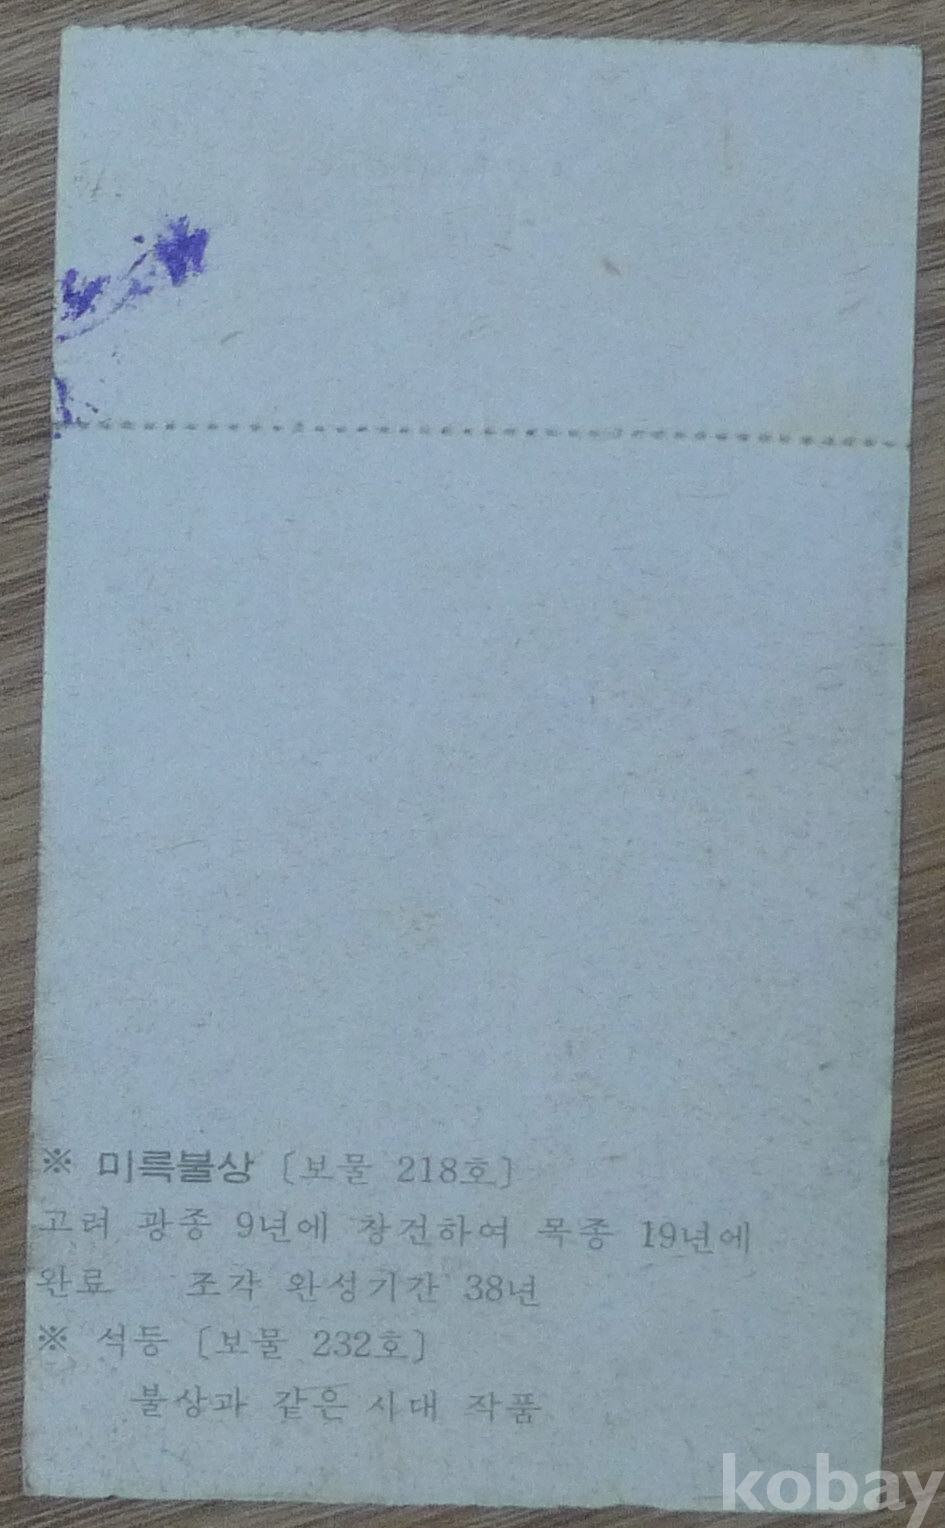 ※ 미륵불상 〔보물 218호〕
고려 광종 9년에 창건하여 목종 19년에
완료 조각 완성기간 38년
※ 석등 〔보물 232호〕
불상과 같은 시대 작품
kobay